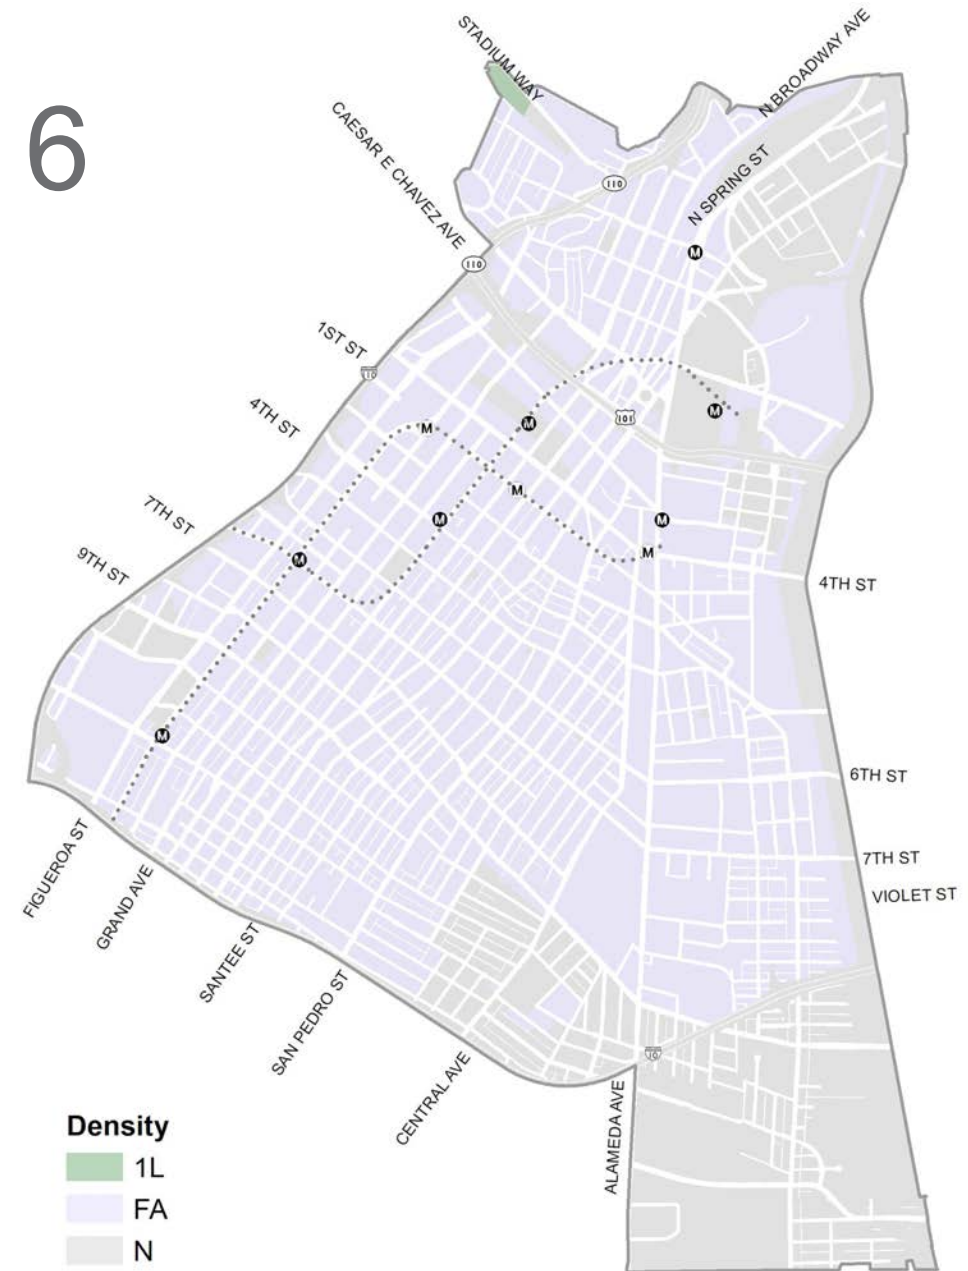 6
STADIUM WAY
N BROADWAY AVE
CAESAR E CHAVEZ AVE
N SPRING ST
110
M
110
1ST ST
110
4TH ST
M
101
M
M
M
7TH ST
M
M
M
M
9TH ST
4TH ST
M
6TH ST
FIGUEROA ST
7TH ST
GRAND AVE
VIOLET ST
SANTEE ST
SAN PEDRO ST
10
CENTRAL AVE
ALAMEDA AVE
Density
1L
FA
N